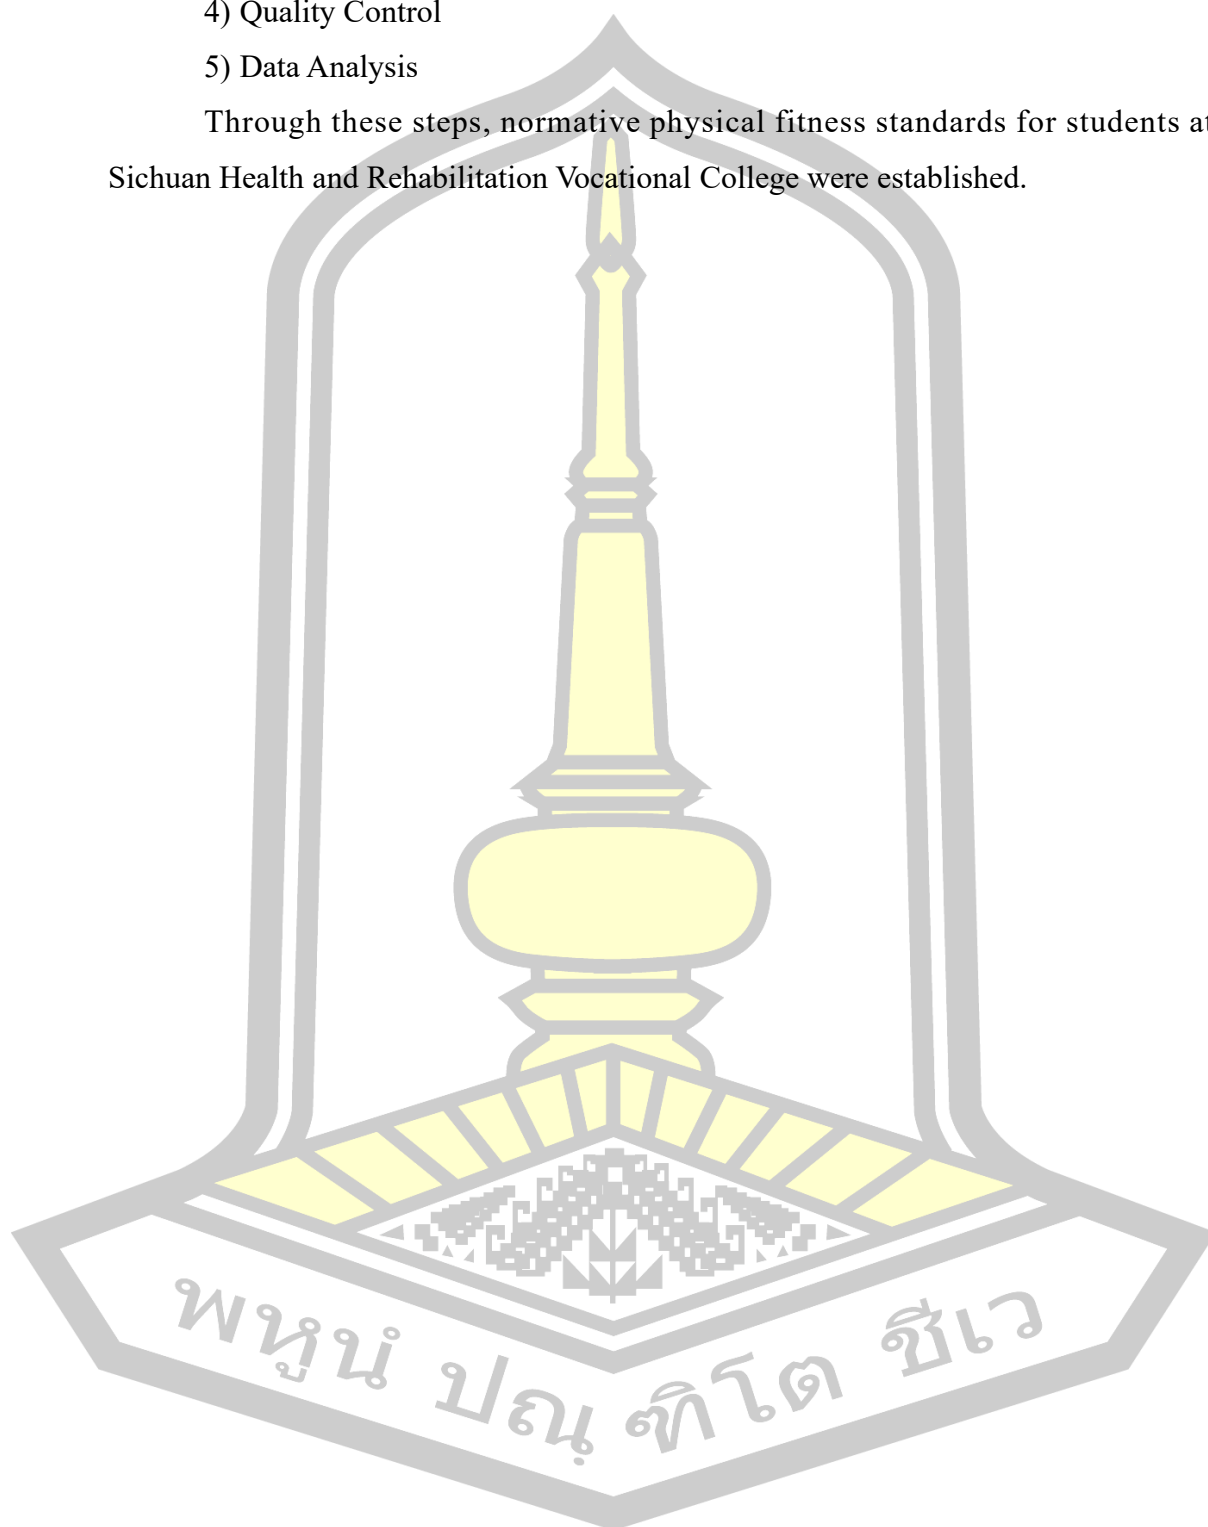 4) Quality Control
5) Data Analysis
Through these steps, normative physical fitness standards for students at
Sichuan Health and Rehabilitation Vocational College were established.
พหูนํ ปณฺฑิโต ชีเว